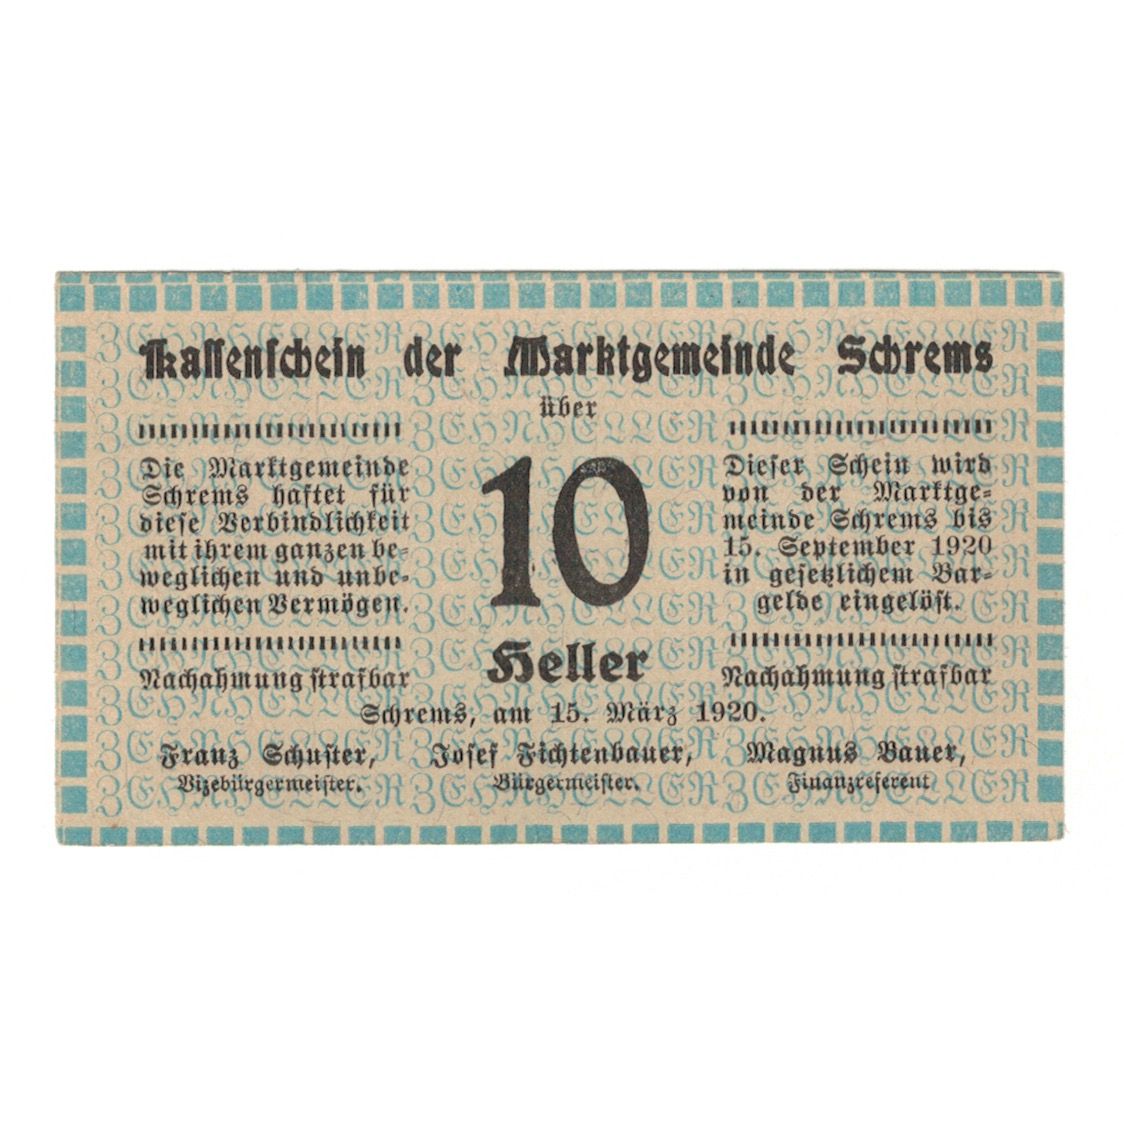 Kassenschein der Marktgemeinde Schrems
über
Die Marktgemeinde
Schrems haftet für
diese Verbindlichkeit
mit ihrem ganzen be-
weglichen und unbe-
weglichen Vermögen.
Nachahmung strafbar
10
Heller
Dieser Schein wird
von der Marktge-
meinde Schrems bis
15. September 1920
in gesetzlichem Bar-
gelde eingelöst.
Nachahmung strafbar
Schrems, am 15. März 1920.
Franz Schuster,
Vizebürgermeister.
Josef Fichtenbauer,
Bürgermeister.
Magnus Bauer,
Finanzreferent
ZEHNHELLER ZEHNHELLER ZEHNHELLER